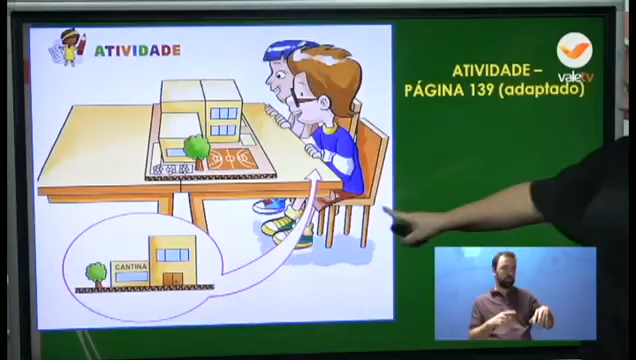 ATIVIDADE
ATIVIDADE –
PÁGINA 139 (adaptado)
valetv
CANTINA